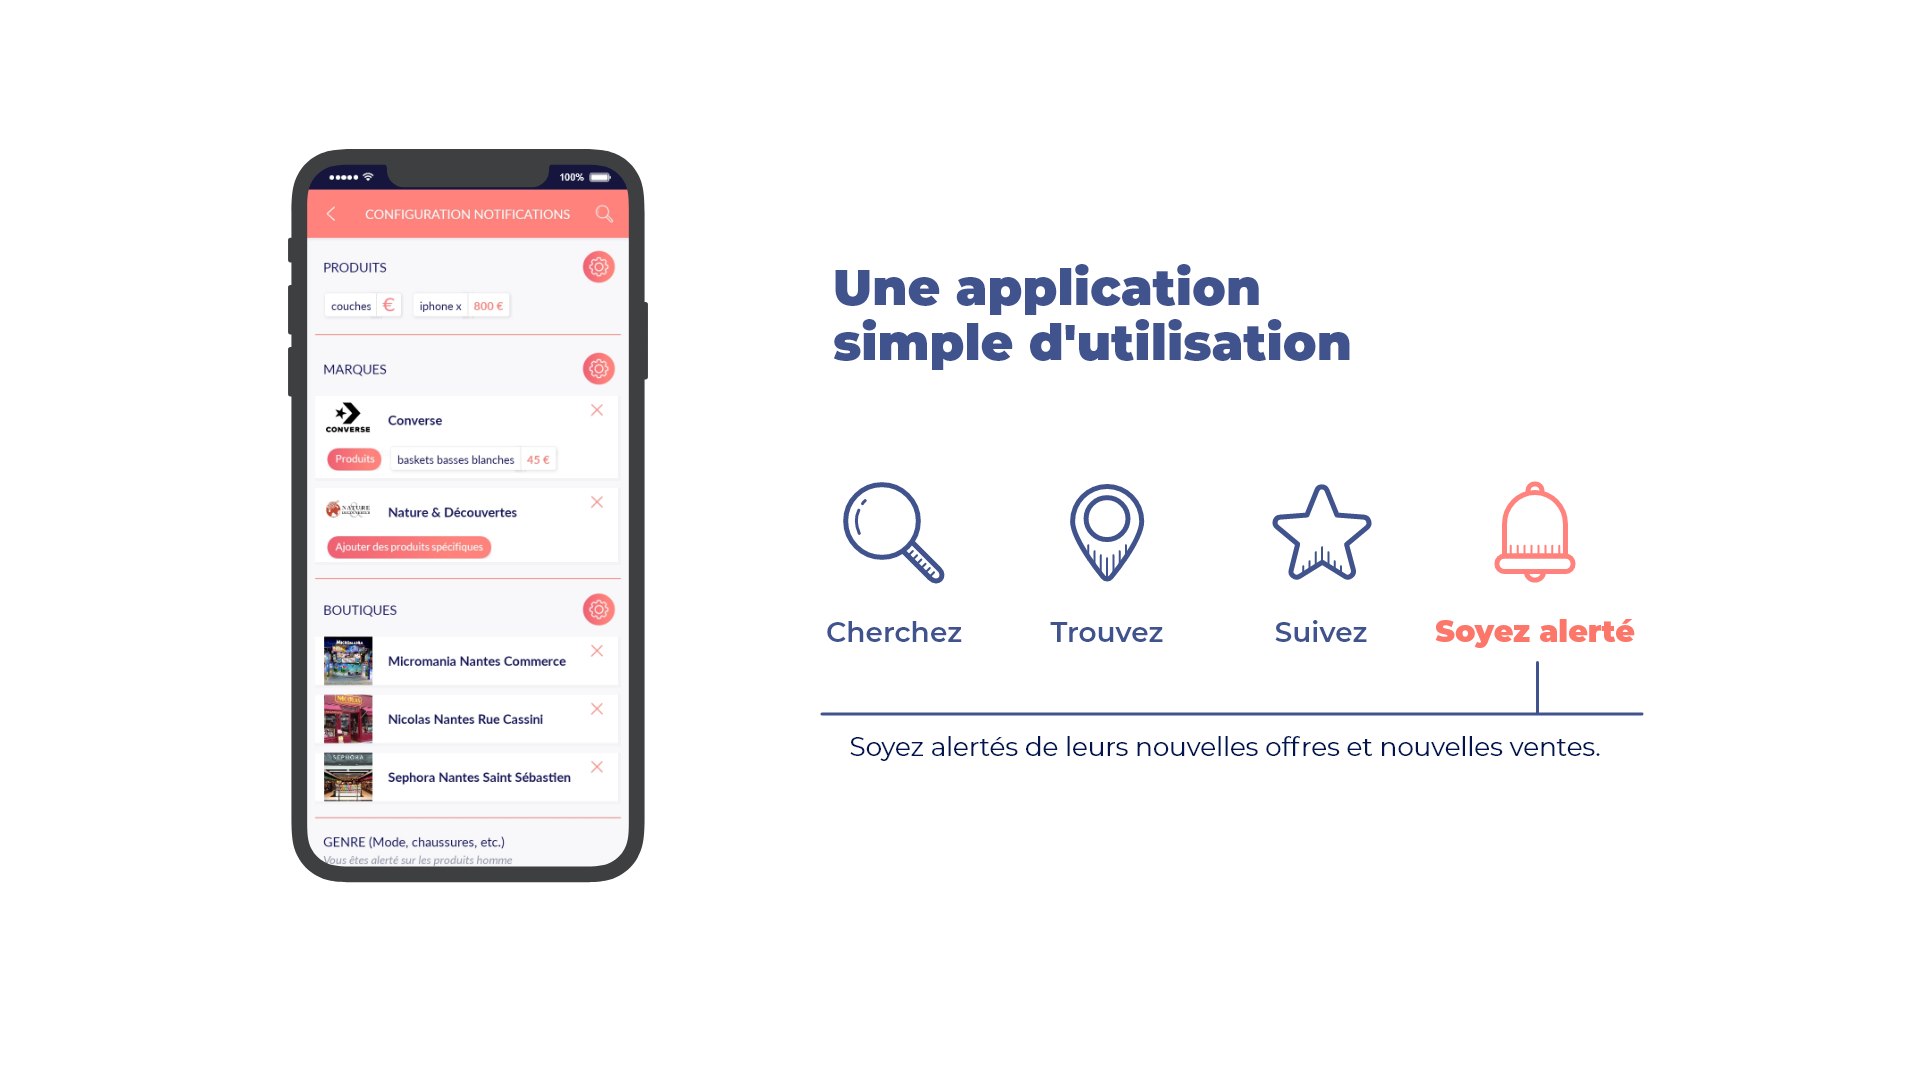 100%
CONFIGURATION NOTIFICATIONS
PRODUITS
couches € iphone x 800 €
MARQUES
CONVERSE
Converse
Produits baskets basses blanches 45 €
NATURE
Nature & Découvertes
Ajouter des produits spécifiques
BOUTIQUES
Micromania Nantes Commerce
Nicolas Nantes Rue Cassini
SEPHORA
Sephora Nantes Saint Sébastien
GENRE (Mode, chaussures, etc.)
Vous êtes alerté sur les produits homme
Une application
simple d'utilisation
Cherchez Trouvez Suivez Soyez alerté
Soyez alertés de leurs nouvelles offres et nouvelles ventes.